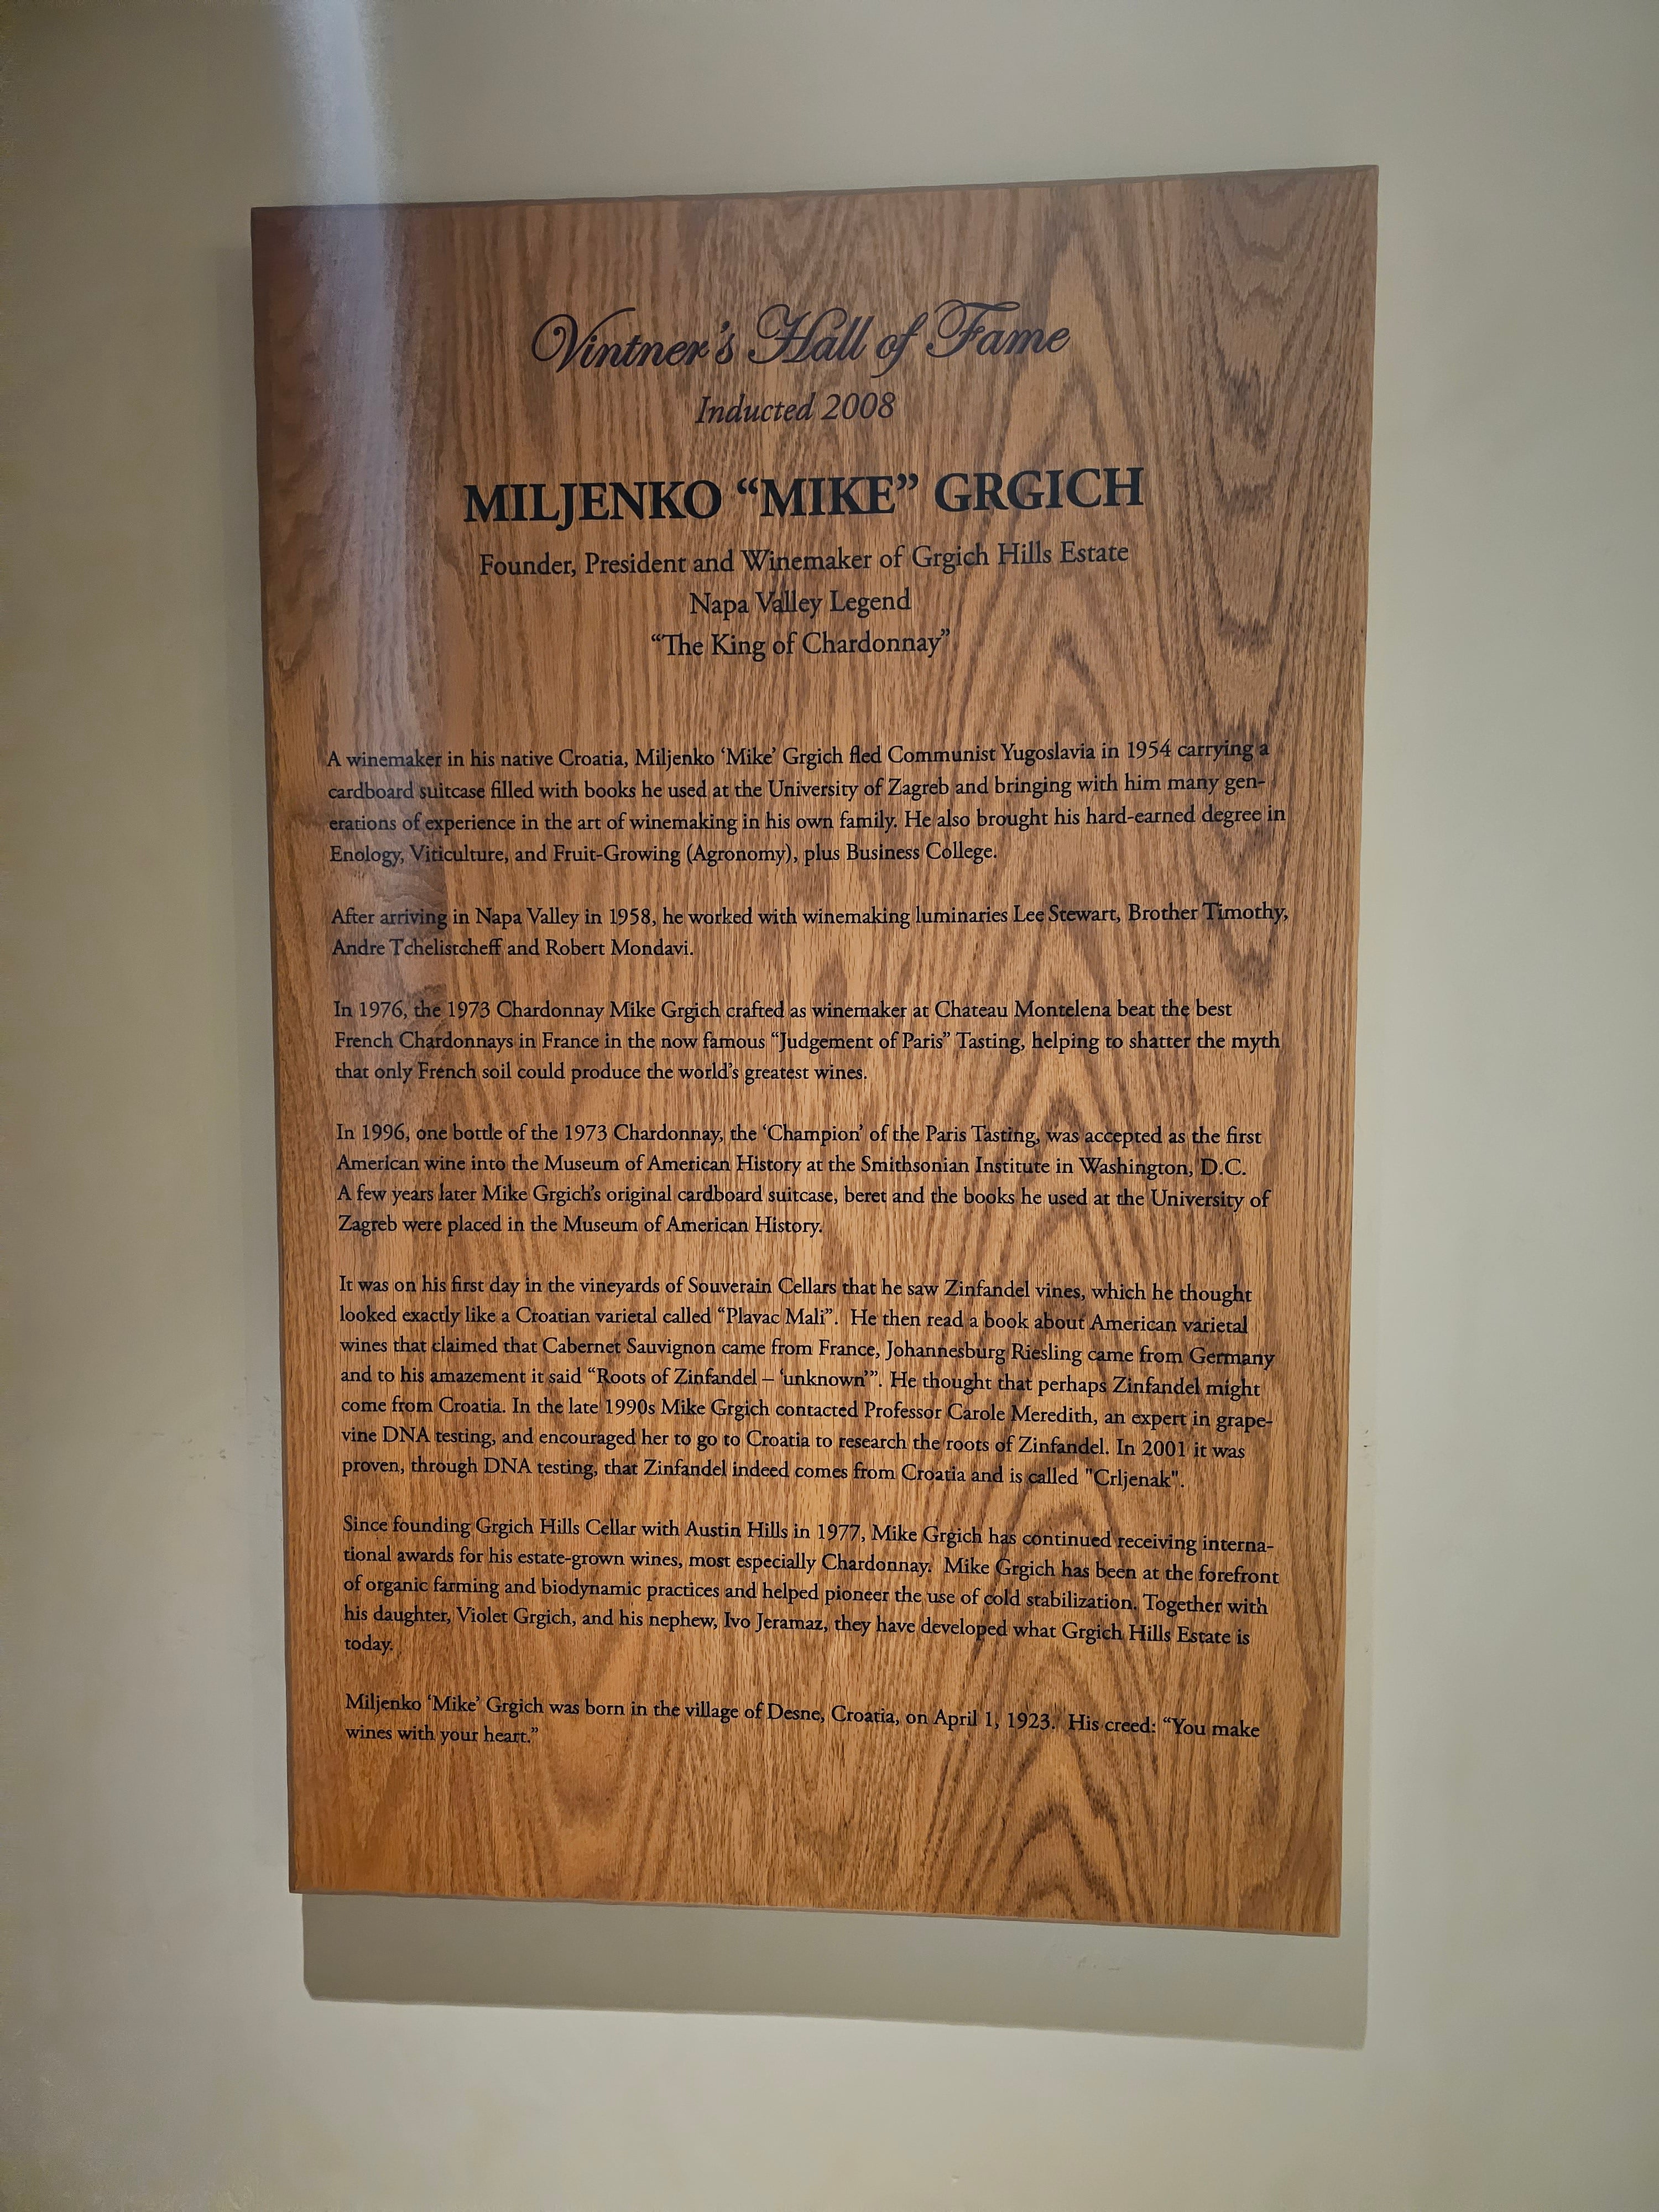 Vintner's Hall of Fame
Inducted 2008
MILJENKO “MIKE” GRGICH
Founder, President and Winemaker of Grgich Hills Estate
Napa Valley Legend
“The King of Chardonnay”
A winemaker in his native Croatia, Miljenko ‘Mike’ Grgich fled Communist Yugoslavia in 1954 carrying a
cardboard suitcase filled with books he used at the University of Zagreb and bringing with him many gen-
erations of experience in the art of winemaking in his own family. He also brought his hard-earned degree in
Enology, Viticulture, and Fruit-Growing (Agronomy), plus Business College.
After arriving in Napa Valley in 1958, he worked with winemaking luminaries Lee Stewart, Brother Timothy,
Andre Tchelistcheff and Robert Mondavi.
In 1976, the 1973 Chardonnay Mike Grgich crafted as winemaker at Chateau Montelena beat the best
French Chardonnays in France in the now famous “Judgement of Paris” Tasting, helping to shatter the myth
that only French soil could produce the world’s greatest wines.
In 1996, one bottle of the 1973 Chardonnay, the ‘Champion’ of the Paris Tasting, was accepted as the first
American wine into the Museum of American History at the Smithsonian Institute in Washington, D.C.
A few years later Mike Grgich’s original cardboard suitcase, beret and the books he used at the University of
Zagreb were placed in the Museum of American History.
It was on his first day in the vineyards of Souverain Cellars that he saw Zinfandel vines, which he thought
looked exactly like a Croatian varietal called “Plavac Mali”. He then read a book about American varietal
wines that claimed that Cabernet Sauvignon came from France, Johannesburg Riesling came from Germany
and to his amazement it said “Roots of Zinfandel – ‘unknown’”. He thought that perhaps Zinfandel might
come from Croatia. In the late 1990s Mike Grgich contacted Professor Carole Meredith, an expert in grape-
vine DNA testing, and encouraged her to go to Croatia to research the roots of Zinfandel. In 2001 it was
proven, through DNA testing, that Zinfandel indeed comes from Croatia and is called "Crljenak".
Since founding Grgich Hills Cellar with Austin Hills in 1977, Mike Grgich has continued receiving interna-
tional awards for his estate-grown wines, most especially Chardonnay. Mike Grgich has been at the forefront
of organic farming and biodynamic practices and helped pioneer the use of cold stabilization. Together with
his daughter, Violet Grgich, and his nephew, Ivo Jeramaz, they have developed what Grgich Hills Estate is
today.
Miljenko ‘Mike’ Grgich was born in the village of Desne, Croatia, on April 1, 1923. His creed: “You make
wines with your heart.”